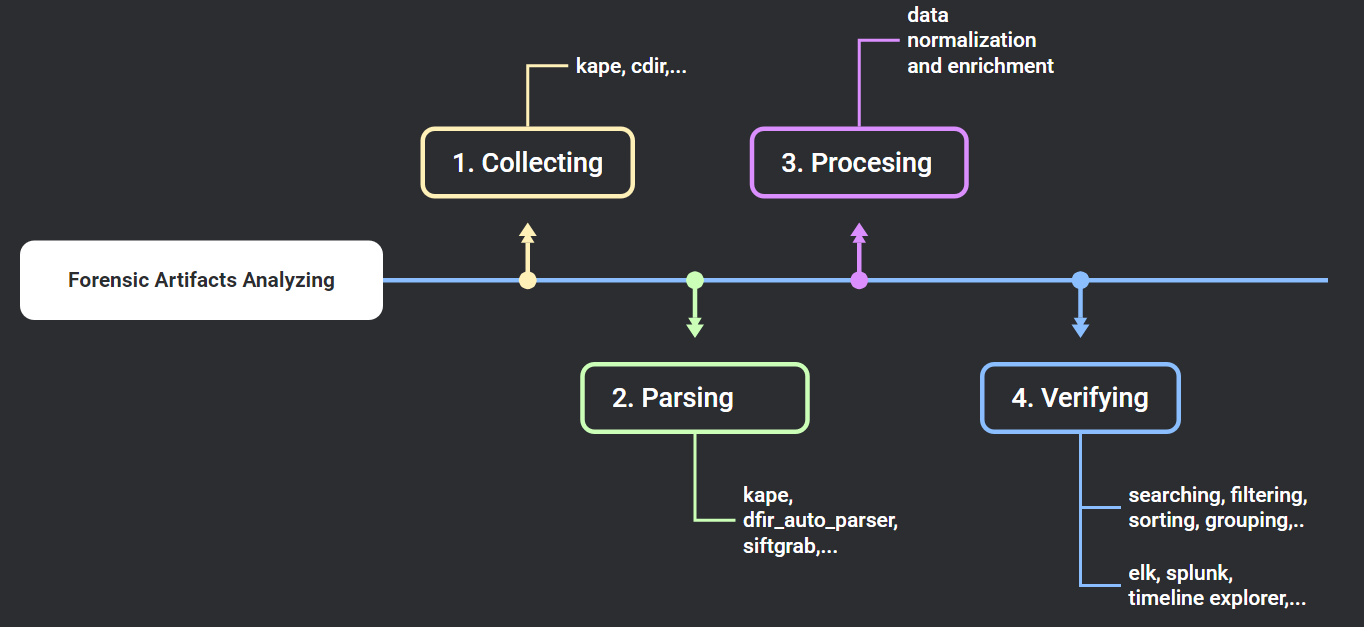 Forensic Artifacts Analyzing
1. Collecting
kape, cdir,...
2. Parsing
kape,
dfir_auto_parser,
siftgrab,...
3. Procesing
data
normalization
and enrichment
4. Verifying
searching, filtering,
sorting, grouping,..
elk, splunk,
timeline explorer,...